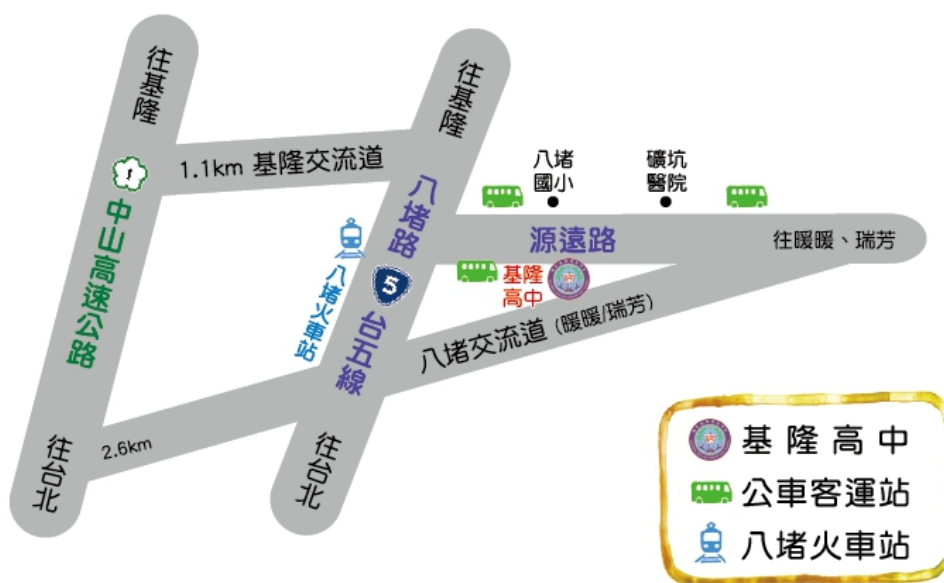 往基隆
往基隆
1.1km 基隆交流道
八堵
國小
礦坑
醫院
1
中山高速公路
八堵路
源遠路
往暖暖、瑞芳
八堵火車站
5
台五線
基隆
高中
八堵交流道 (暖暖/瑞芳)
往台北
2.6km
往台北
基隆高中
公車客運站
八堵火車站